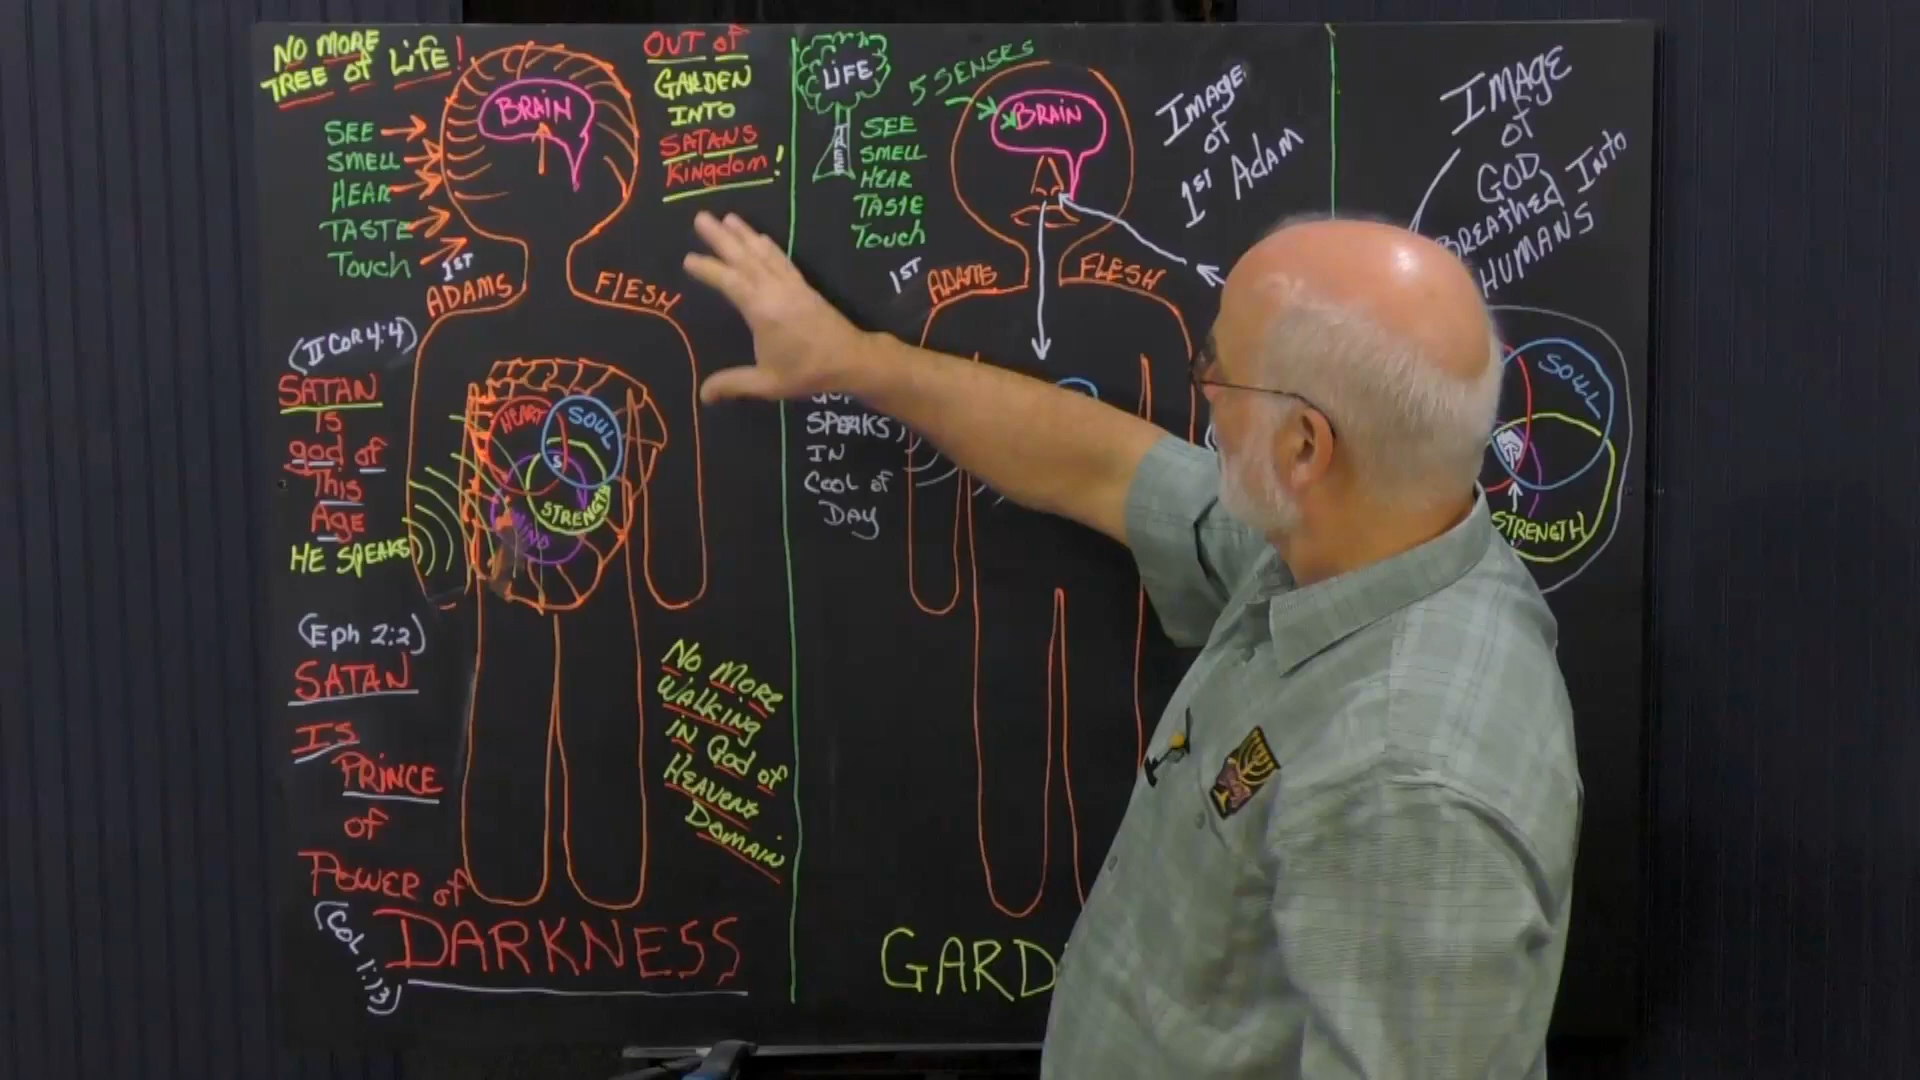 NO MORE
TREE of LiFE!
SEE
SMELL
HEAR
TASTE
Touch
BRAiN
OUT of
GARDEN
INTO
SATANS
Kingdom!
1ST
ADAMS
FlESH
(II COR 4:4)
SATAN
IS
god of
This
Age
HE SPEAKS
HEART
SOUL
S
STRENGTH
(Eph 2:2)
SATAN
IS
PRINCE
of
POWER of
DARKNESS
(COL 1:13)
NO MORE
WALKING
iN God of
HEAVENS
DOMAIN
LiFE
TREE
5 SENSES
SEE
SMELL
HEAR
TASTE
Touch
BRAIN
IMAGE
of
1ST ADAM
1ST
ADAMS
FLESH
SPEAKS
IN
COOL of
DAY
GARD
IMAGE
of
GOD
BREATHED INTO
HUMANS
SOUL
STRENGTH